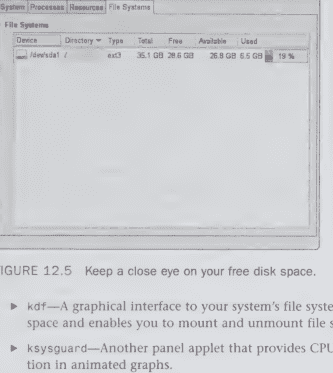 System Processes Resources File Systems
File Systems
Device Directory Type Total Free Available Used
/dev/sda1 / ext3 35.1 GB 28.6 GB 26.8 GB 6.5 GB 19 %
IGURE 12.5 Keep a close eye on your free disk space.
▶ kdf—A graphical interface to your system's file syste
space and enables you to mount and unmount file s
▶ ksysguard—Another panel applet that provides CPU
tion in animated graphs.